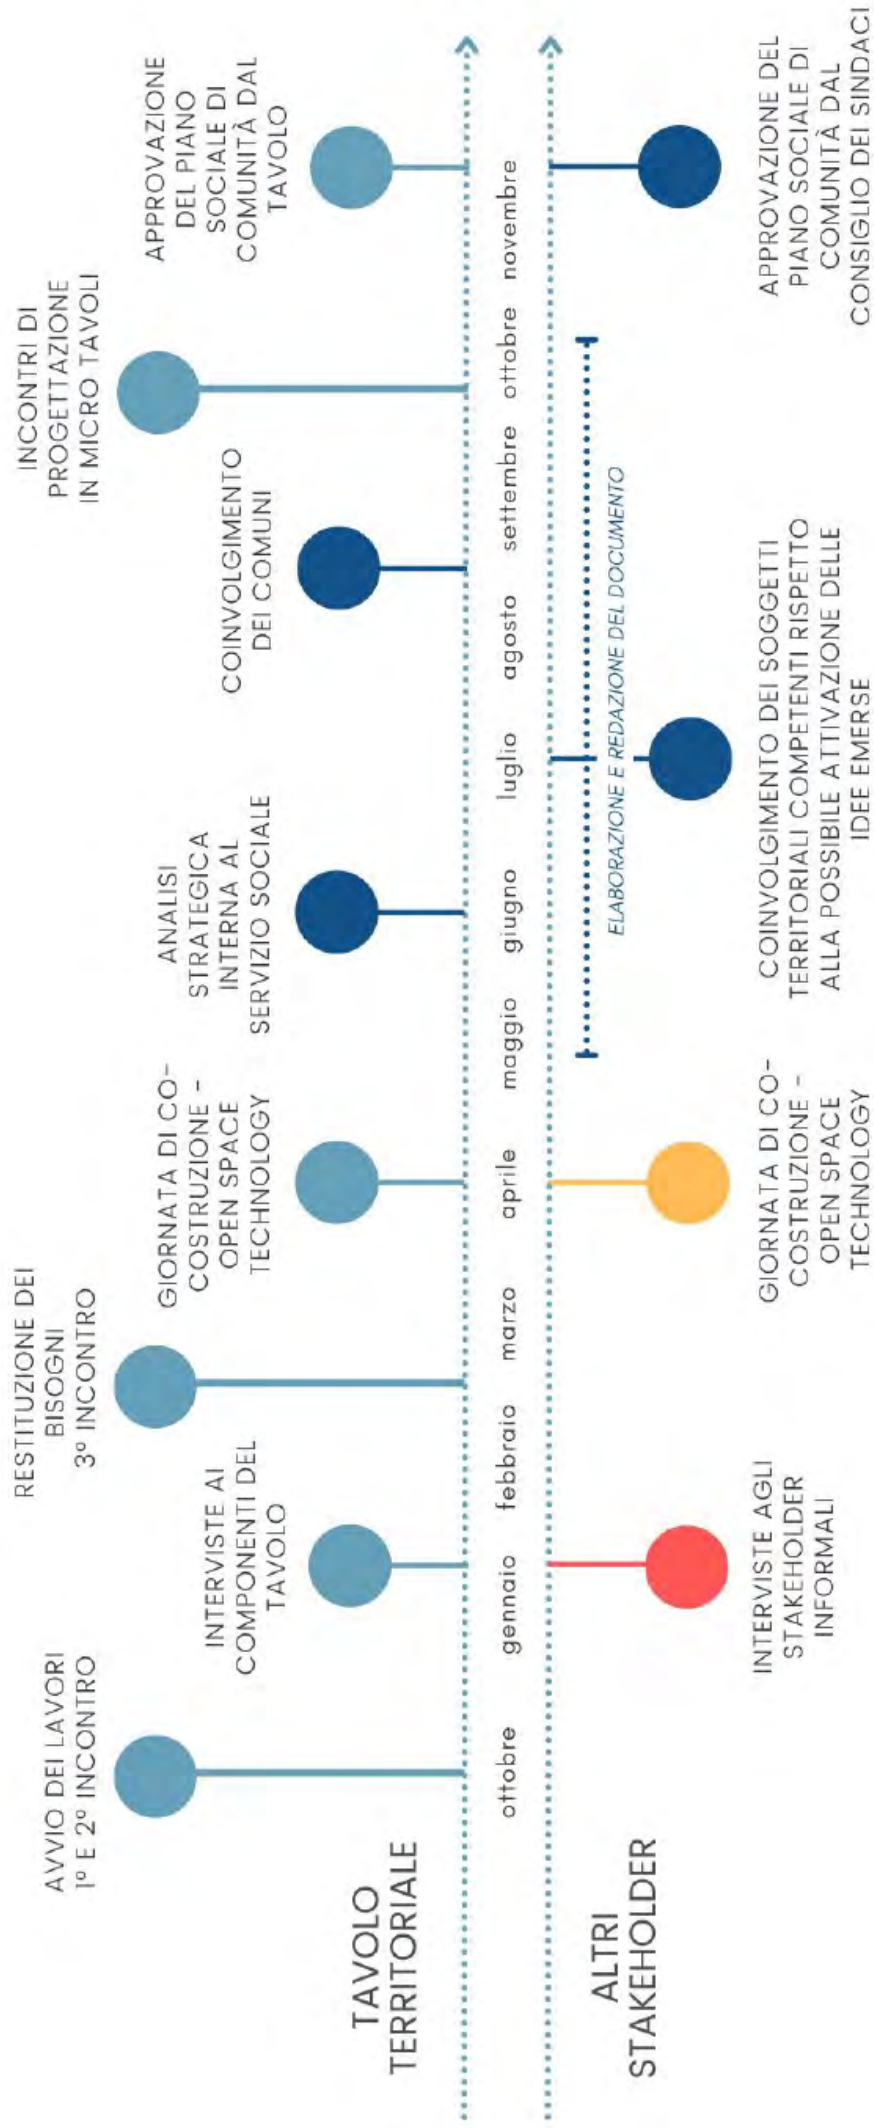 AVVIO DEI LAVORI
1º E 2º INCONTRO
INTERVISTE AI
COMPONENTI DEL
TAVOLO
RESTITUZIONE DEI
BISOGNI
3º INCONTRO
GIORNATA DI CO-
COSTRUZIONE -
OPEN SPACE
TECHNOLOGY
ANALISI
STRATEGICA
INTERNA AL
SERVIZIO SOCIALE
COINVOLGIMENTO
DEI COMUNI
INCONTRI DI
PROGETTAZIONE
IN MICRO TAVOLI
APPROVAZIONE
DEL PIANO
SOCIALE DI
COMUNITÀ DAL
TAVOLO
TAVOLO
TERRITORIALE
ottobre gennaio febbraio marzo aprile maggio giugno luglio agosto settembre ottobre novembre
ALTRI
STAKEHOLDER
ELABORAZIONE E REDAZIONE DEL DOCUMENTO
INTERVISTE AGLI
STAKEHOLDER
INFORMALI
GIORNATA DI CO-
COSTRUZIONE -
OPEN SPACE
TECHNOLOGY
COINVOLGIMENTO DEI SOGGETTI
TERRITORIALI COMPETENTI RISPETTO
ALLA POSSIBILE ATTIVAZIONE DELLE
IDEE EMERSE
APPROVAZIONE DEL
PIANO SOCIALE DI
COMUNITÀ DAL
CONSIGLIO DEI SINDACI